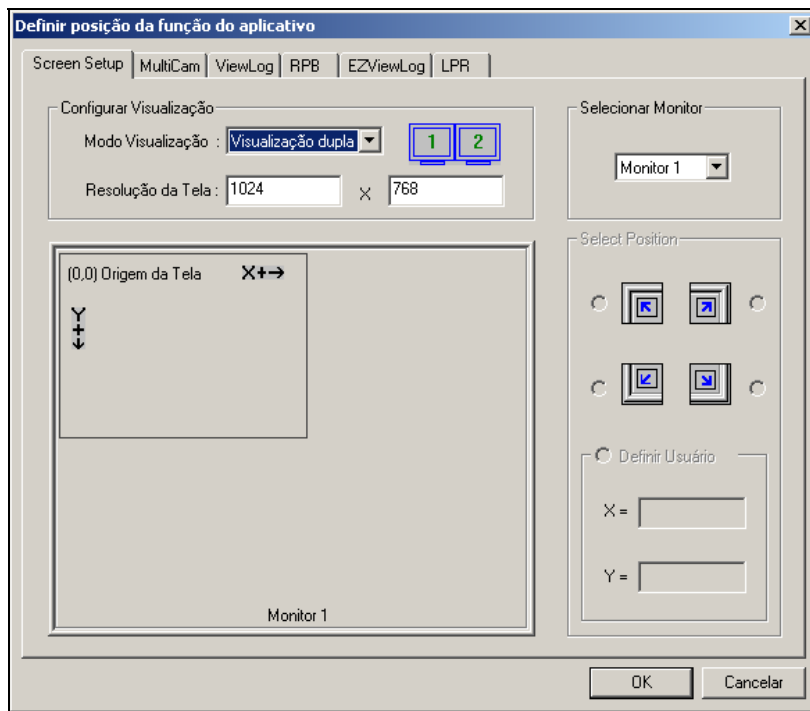 Definir posição da função do aplicativo
Screen Setup MultiCam ViewLog RPB EZViewLog LPR
Configurar Visualização
Modo Visualização : Visualização dupla
1 2
Resolução da Tela : 1024 X 768
Selecionar Monitor
Monitor 1
(0,0) Origem da Tela X+→
Y
+
↓
Monitor 1
Select Position
Definir Usuário
X =
Y =
OK Cancelar